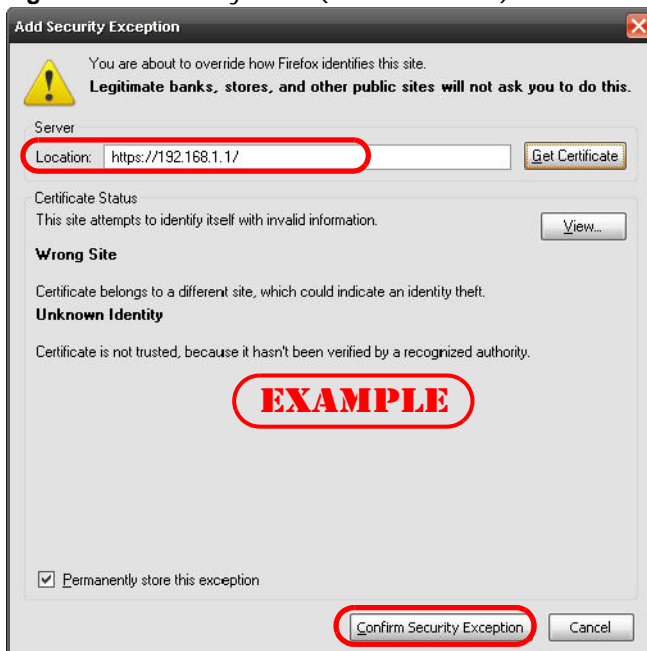 Add Security Exception
You are about to override how Firefox identifies this site.
Legitimate banks, stores, and other public sites will not ask you to do this.
Server
Location: https://192.168.1.1/ Get Certificate
Certificate Status
This site attempts to identify itself with invalid information. View...
Wrong Site
Certificate belongs to a different site, which could indicate an identity theft.
Unknown Identity
Certificate is not trusted, because it hasn't been verified by a recognized authority.
EXAMPLE
Permanently store this exception
Confirm Security Exception Cancel